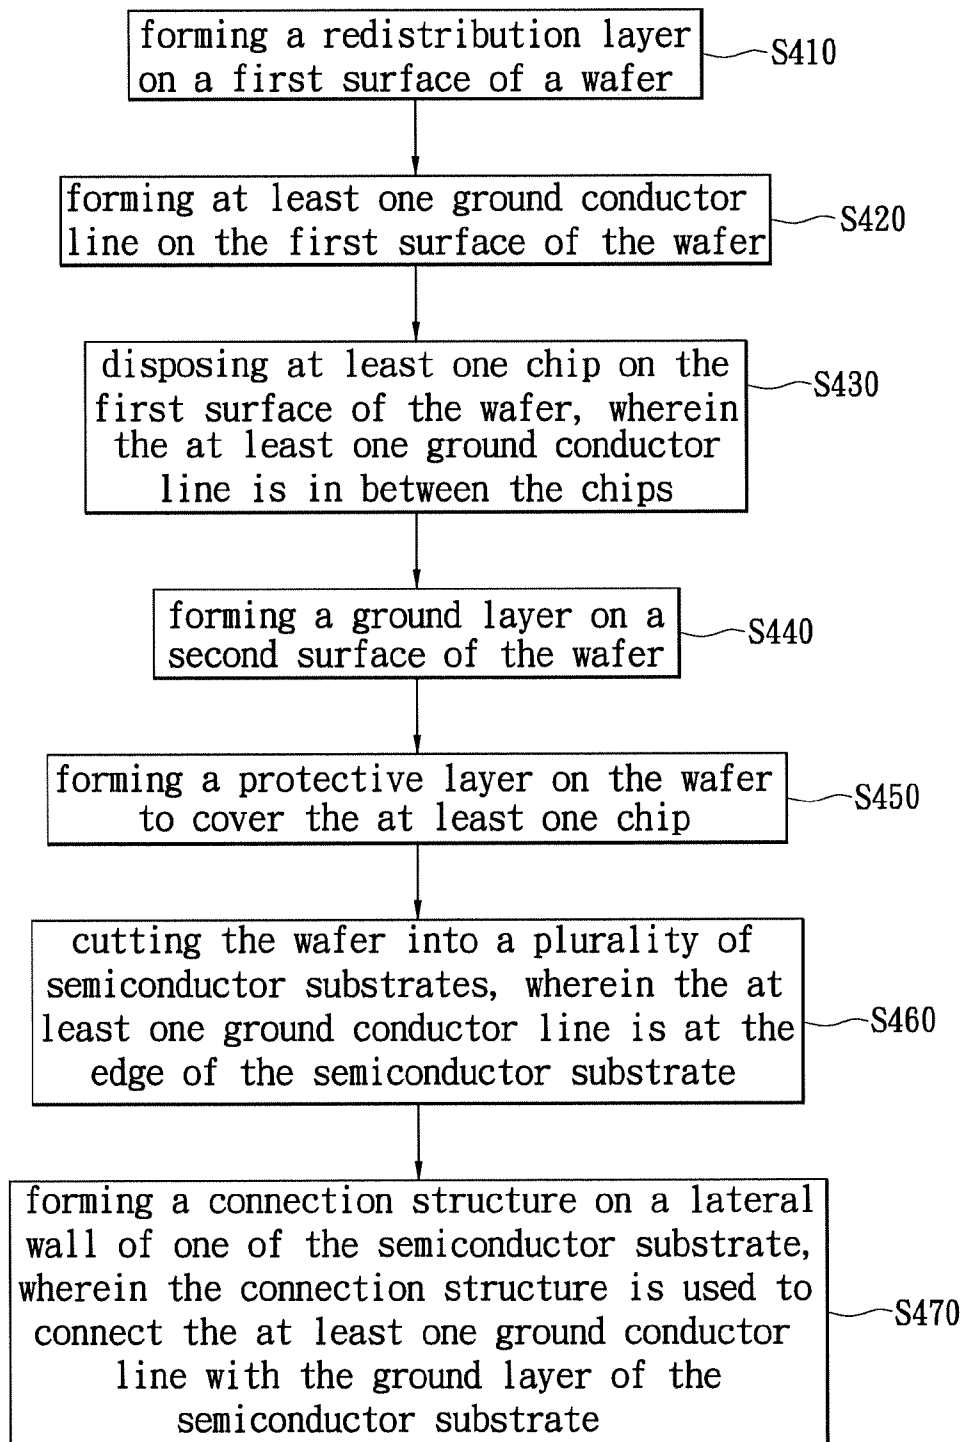 forming a redistribution layer
on a first surface of a wafer
S410
forming at least one ground conductor
line on the first surface of the wafer
S420
disposing at least one chip on the
first surface of the wafer, wherein
the at least one ground conductor
line is in between the chips
S430
forming a ground layer on a
second surface of the wafer
S440
forming a protective layer on the wafer
to cover the at least one chip
S450
cutting the wafer into a plurality of
semiconductor substrates, wherein the at
least one ground conductor line is at the
edge of the semiconductor substrate
S460
forming a connection structure on a lateral
wall of one of the semiconductor substrate,
wherein the connection structure is used to
connect the at least one ground conductor
line with the ground layer of the
semiconductor substrate
S470